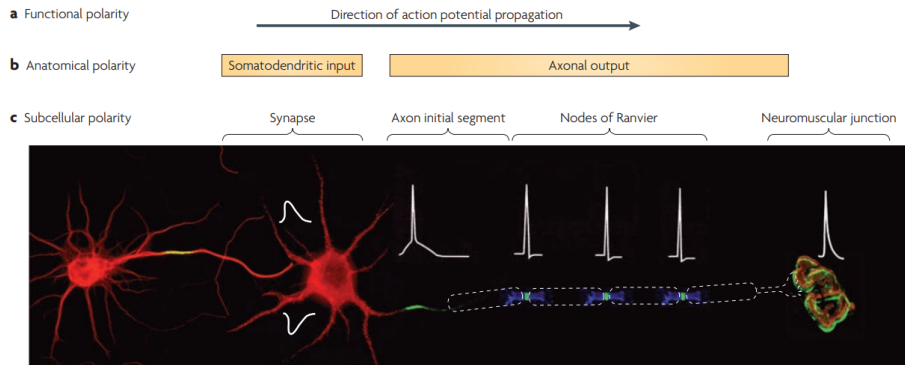 a Functional polarity
Direction of action potential propagation
b Anatomical polarity
Somatodendritic input
Axonal output
c Subcellular polarity
Synapse
Axon initial segment
Nodes of Ranvier
Neuromuscular junction